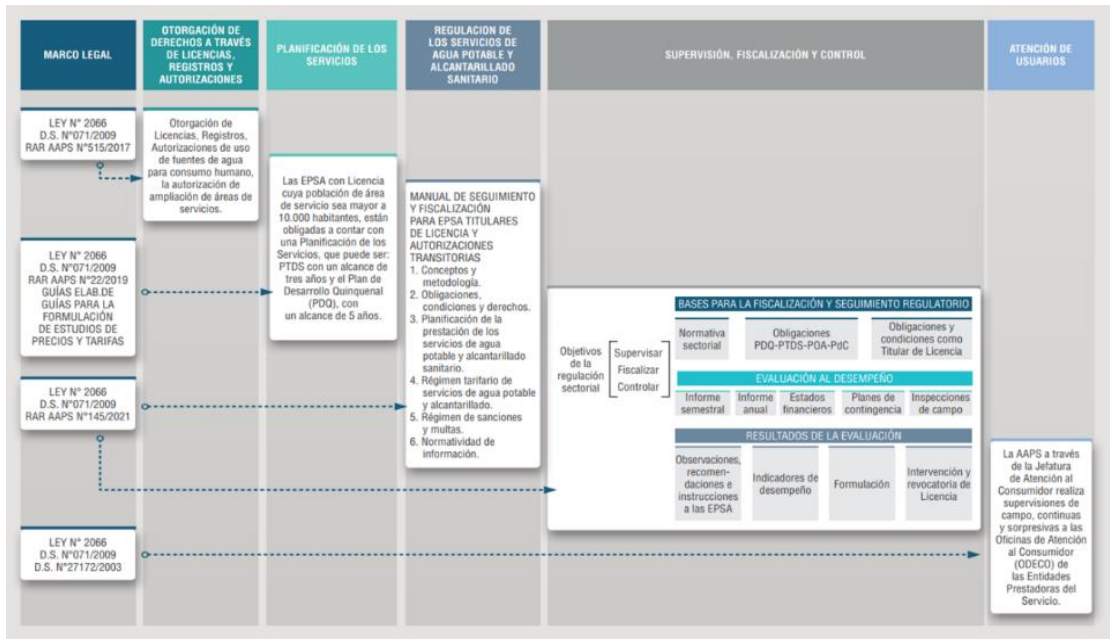 MARCO LEGAL
OTORGACIÓN DE
DERECHOS A TRAVÉS
DE LICENCIAS,
REGISTROS Y
AUTORIZACIONES
PLANIFICACIÓN DE LOS
SERVICIOS
REGULACION DE
LOS SERVICIOS DE
AGUA POTABLE Y
ALCANTARILLADO
SANITARIO
SUPERVISIÓN, FISCALIZACIÓN Y CONTROL
ATENCIÓN DE
USUARIOS
LEY N° 2066
D.S. N°071/2009
RAR AAPS N°515/2017
Otorgación de
Licencias, Registros,
Autorizaciones de uso
de fuentes de agua
para consumo humano,
la autorización de
ampliación de áreas de
servicios.
LEY N° 2066
D.S. N°071/2009
RAR AAPS N°22/2019
GUÍAS ELAB.DE
GUÍAS PARA LA
FORMULACIÓN
DE ESTUDIOS DE
PRECIOS Y TARIFAS
Las EPSA con Licencia
cuya población de área
de servicio sea mayor a
10.000 habitantes, están
obligadas a contar con
una Planificación de los
Servicios, que puede ser:
PTDS con un alcance de
tres años y el Plan de
Desarrollo Quinquenal
(PDQ), con
un alcance de 5 años.
LEY N° 2066
D.S. N°071/2009
RAR AAPS N°145/2021
MANUAL DE SEGUIMIENTO
Y FISCALIZACIÓN
PARA EPSA TITULARES
DE LICENCIA Y
AUTORIZACIONES
TRANSITORIAS
1. Conceptos y
metodología.
2. Obligaciones,
condiciones y derechos.
3. Planificación de la
prestación de los
servicios de agua
potable y alcantarillado
sanitario.
4. Régimen tarifario de
servicios de agua potable
y alcantarillado.
5. Régimen de sanciones
y multas.
6. Normatividad de
información.
Objetivos
de la
regulación
sectorial
Supervisar
Fiscalizar
Controlar
BASES PARA LA FISCALIZACIÓN Y SEGUIMIENTO REGULATORIO
Normativa
sectorial
Obligaciones
PDQ-PTDS-POA-PdC
Obligaciones y
condiciones como
Titular de Licencia
EVALUACIÓN AL DESEMPEÑO
Informe
semestral
Informe
anual
Estados
financieros
Planes de
contingencia
Inspecciones
de campo
RESULTADOS DE LA EVALUACIÓN
Observaciones,
recomen-
daciones e
instrucciones
a las EPSA
Indicadores de
desempeño
Formulación
Intervención y
revocatoria de
Licencia
LEY N° 2066
D.S. N°071/2009
D.S. N°27172/2003
La AAPS a través
de la Jefatura
de Atención al
Consumidor realiza
supervisiones de
campo, continuas
y sorpresivas a las
Oficinas de Atención
al Consumidor
(ODECO) de
las Entidades
Prestadoras del
Servicio.